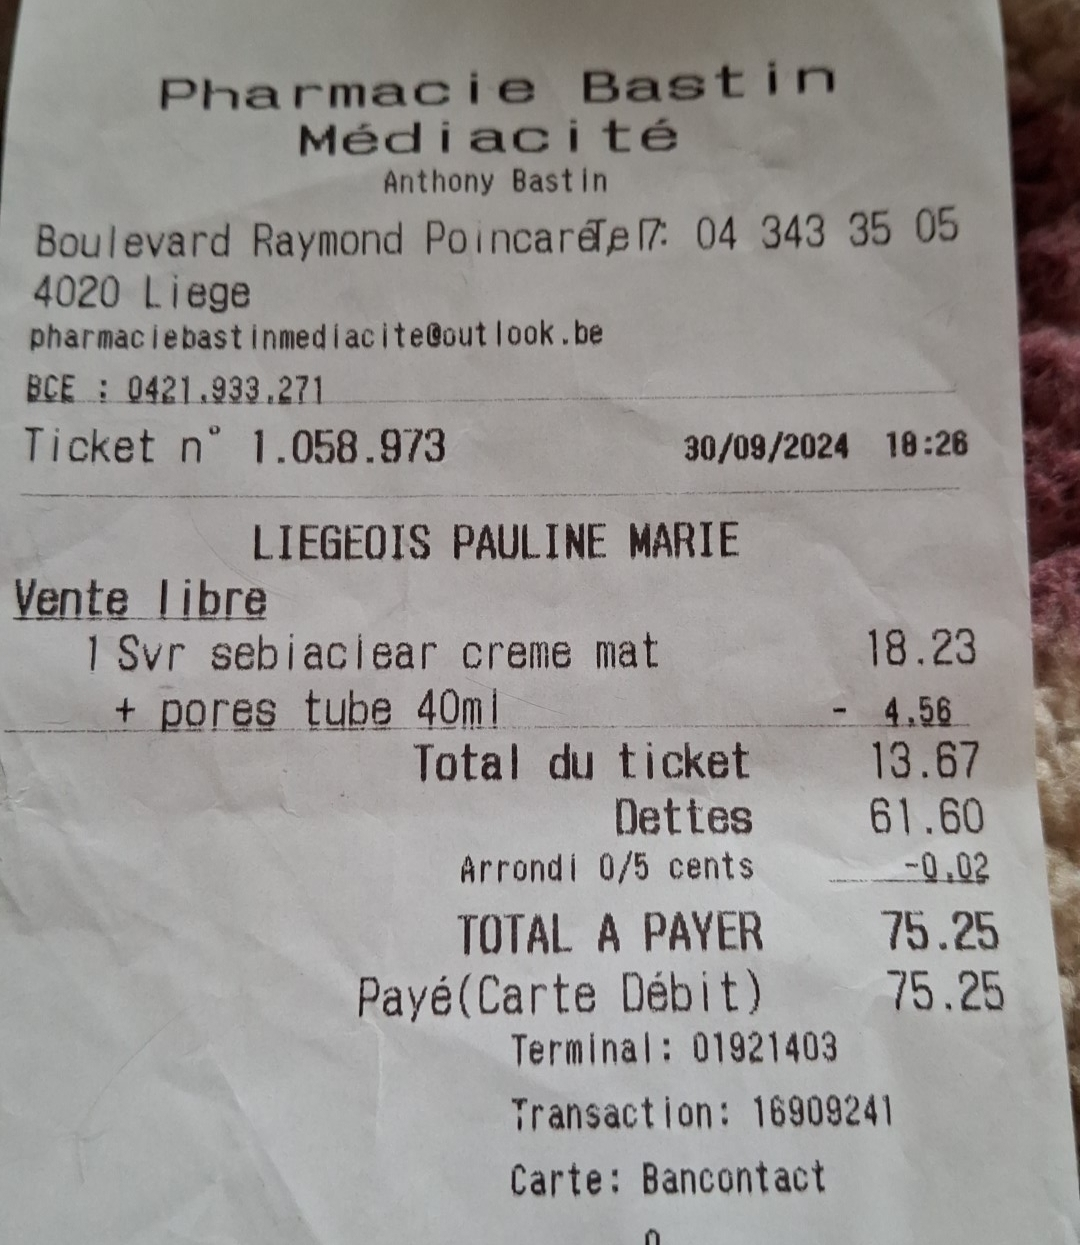 Pharmacie Bastin
Médiacité
Anthony Bastin
Boulevard Raymond Poincaré, 7 Tel : 04 343 35 05
4020 Liege
pharmaciebastinmediacite@outlook.be
BCE : 0421.933.271
Ticket n° 1.058.973 30/09/2024 18:26
LIEGEOIS PAULINE MARIE
Vente libre
1 Svr sebiaclear creme mat 18.23
+ pores tube 40ml - 4.56
Total du ticket 13.67
Dettes 61.60
Arrondi 0/5 cents -0.02
TOTAL A PAYER 75.25
Payé(Carte Débit) 75.25
Terminal: 01921403
Transaction: 16909241
Carte: Bancontact